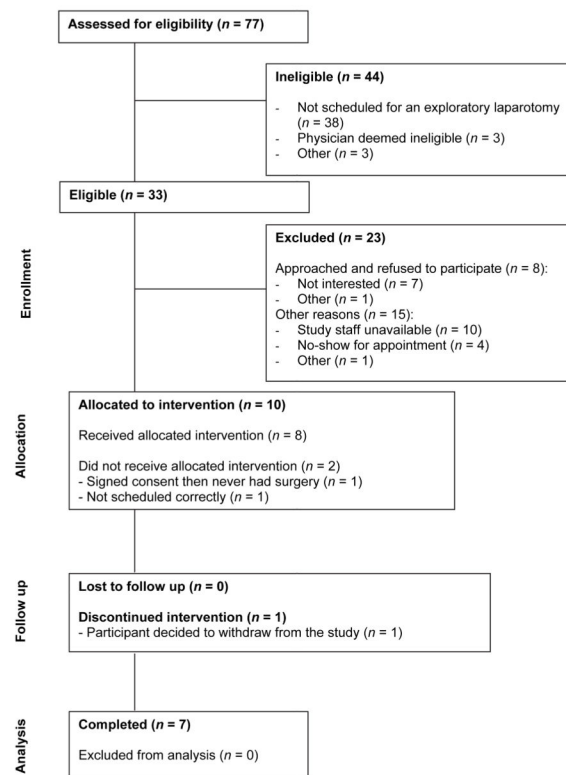 Assessed for eligibility (n = 77)
Ineligible (n = 44)
- Not scheduled for an exploratory laparotomy
(n = 38)
- Physician deemed ineligible (n = 3)
- Other (n = 3)
Eligible (n = 33)
Enrollment
Excluded (n = 23)
Approached and refused to participate (n = 8):
- Not interested (n = 7)
- Other (n = 1)
Other reasons (n = 15):
- Study staff unavailable (n = 10)
- No-show for appointment (n = 4)
- Other (n = 1)
Allocation
Allocated to intervention (n = 10)
Received allocated intervention (n = 8)
Did not receive allocated intervention (n = 2)
- Signed consent then never had surgery (n = 1)
- Not scheduled correctly (n = 1)
Follow up
Lost to follow up (n = 0)
Discontinued intervention (n = 1)
- Participant decided to withdraw from the study (n = 1)
Analysis
Completed (n = 7)
Excluded from analysis (n = 0)